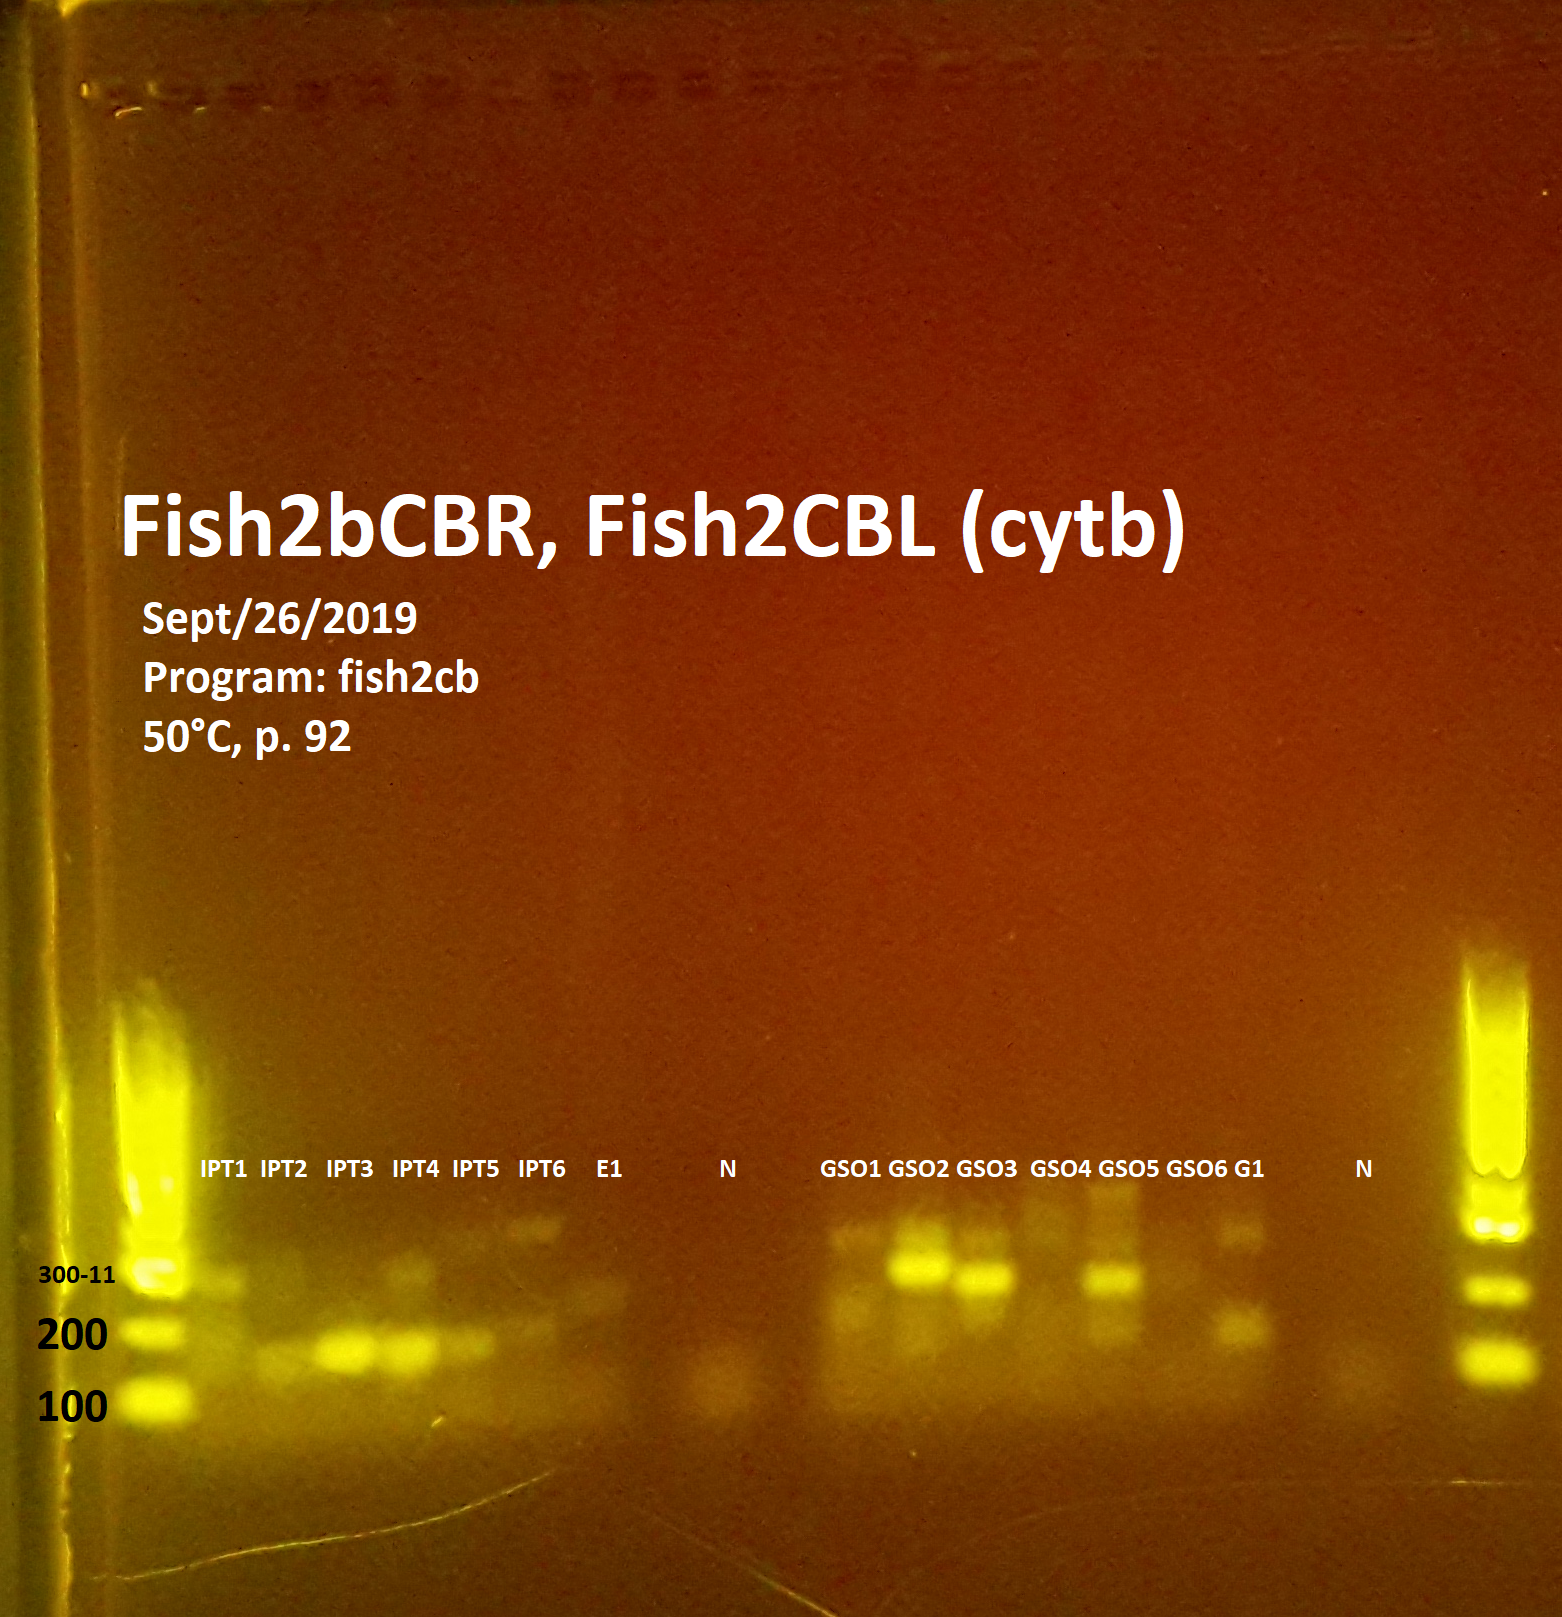 Fish2bCBR, Fish2CBL (cytb)
Sept/26/2019
Program: fish2cb
50°C, p. 92
IPT1 IPT2 IPT3 IPT4 IPT5 IPT6 E1 N GSO1 GSO2 GSO3 GSO4 GSO5 GSO6 G1 N
300-11
200
100